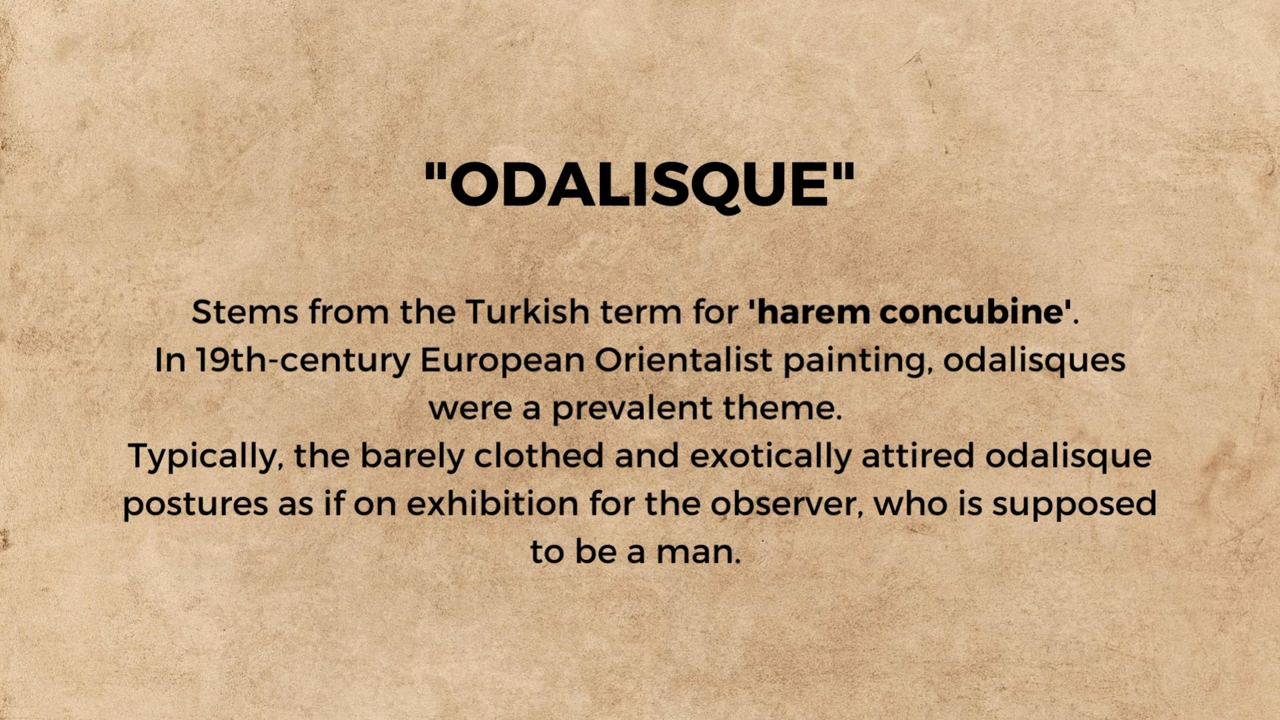 "ODALISQUE"
Stems from the Turkish term for 'harem concubine'.
In 19th-century European Orientalist painting, odalisques
were a prevalent theme.
Typically, the barely clothed and exotically attired odalisque
postures as if on exhibition for the observer, who is supposed
to be a man.